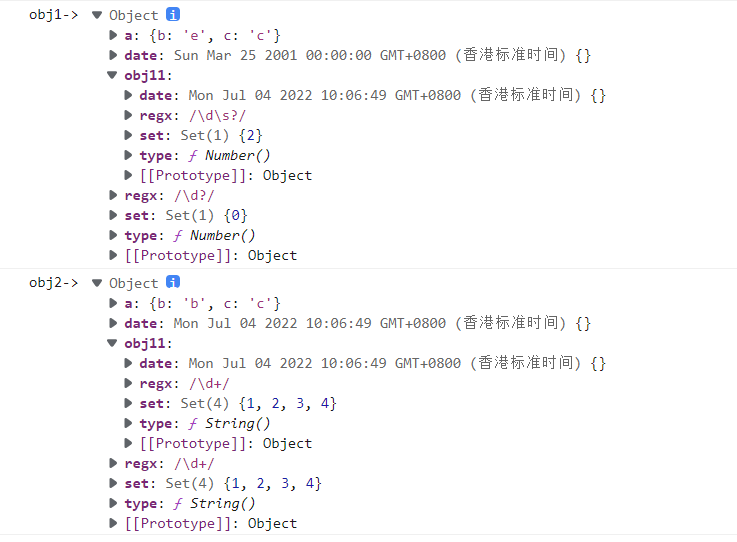 obj1-> ▼ Object i
▶ a: {b: 'e', c: 'c'}
▶ date: Sun Mar 25 2001 00:00:00 GMT+0800 (香港标准时间) {}
▼ obj11:
▶ date: Mon Jul 04 2022 10:06:49 GMT+0800 (香港标准时间) {}
▶ regx: /\d\s?/
▶ set: Set(1) {2}
▶ type: ƒ Number()
▶ [[Prototype]]: Object
▶ regx: /\d?/
▶ set: Set(1) {0}
▶ type: ƒ Number()
▶ [[Prototype]]: Object
obj2-> ▼ Object i
▶ a: {b: 'b', c: 'c'}
▶ date: Mon Jul 04 2022 10:06:49 GMT+0800 (香港标准时间) {}
▼ obj11:
▶ date: Mon Jul 04 2022 10:06:49 GMT+0800 (香港标准时间) {}
▶ regx: /\d+/
▶ set: Set(4) {1, 2, 3, 4}
▶ type: ƒ String()
▶ [[Prototype]]: Object
▶ regx: /\d+/
▶ set: Set(4) {1, 2, 3, 4}
▶ type: ƒ String()
▶ [[Prototype]]: Object